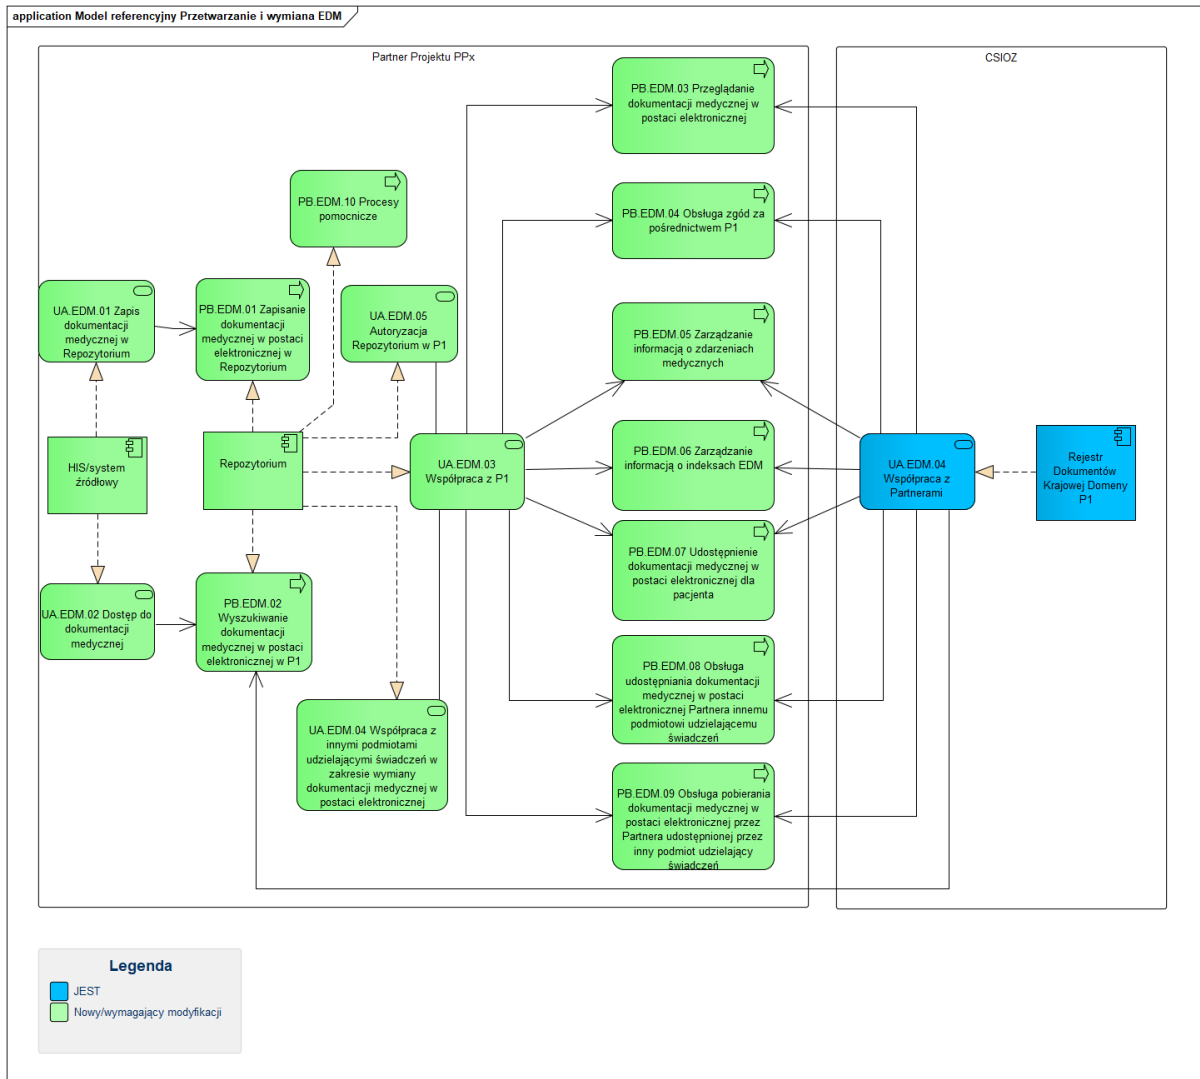 application Model referencyjny Przetwarzanie i wymiana EDM
Partner Projektu PPx
CSIOZ
PB.EDM.03 Przeglądanie
dokumentacji medycznej w
postaci elektronicznej
PB.EDM.10 Procesy
pomocnicze
PB.EDM.04 Obsługa zgód za
pośrednictwem P1
UA.EDM.01 Zapis
dokumentacji
medycznej w
Repozytorium
PB.EDM.01 Zapisanie
dokumentacji
medycznej w postaci
elektronicznej w
Repozytorium
UA.EDM.05
Autoryzacja
Repozytorium w P1
PB.EDM.05 Zarządzanie
informacją o zdarzeniach
medycznych
HIS/system
źródłowy
Repozytorium
UA.EDM.03
Współpraca z P1
PB.EDM.06 Zarządzanie
informacją o indeksach EDM
UA.EDM.04
Współpraca z
Partnerami
Rejestr
Dokumentów
Krajowej Domeny
P1
PB.EDM.07 Udostępnienie
dokumentacji medycznej w
postaci elektronicznej dla
pacjenta
UA.EDM.02 Dostęp do
dokumentacji
medycznej
PB.EDM.02
Wyszukiwanie
dokumentacji
medycznej w postaci
elektronicznej w P1
PB.EDM.08 Obsługa
udostępniania dokumentacji
medycznej w postaci
elektronicznej Partnera innemu
podmiotowi udzielającemu
świadczeń
UA.EDM.04 Współpraca z
innymi podmiotami
udzielającymi świadczeń w
zakresie wymiany
dokumentacji medycznej w
postaci elektronicznej
PB.EDM.09 Obsługa pobierania
dokumentacji medycznej w
postaci elektronicznej przez
Partnera udostępnionej przez
inny podmiot udzielający
świadczeń
Legenda
JEST
Nowy/wymagający modyfikacji